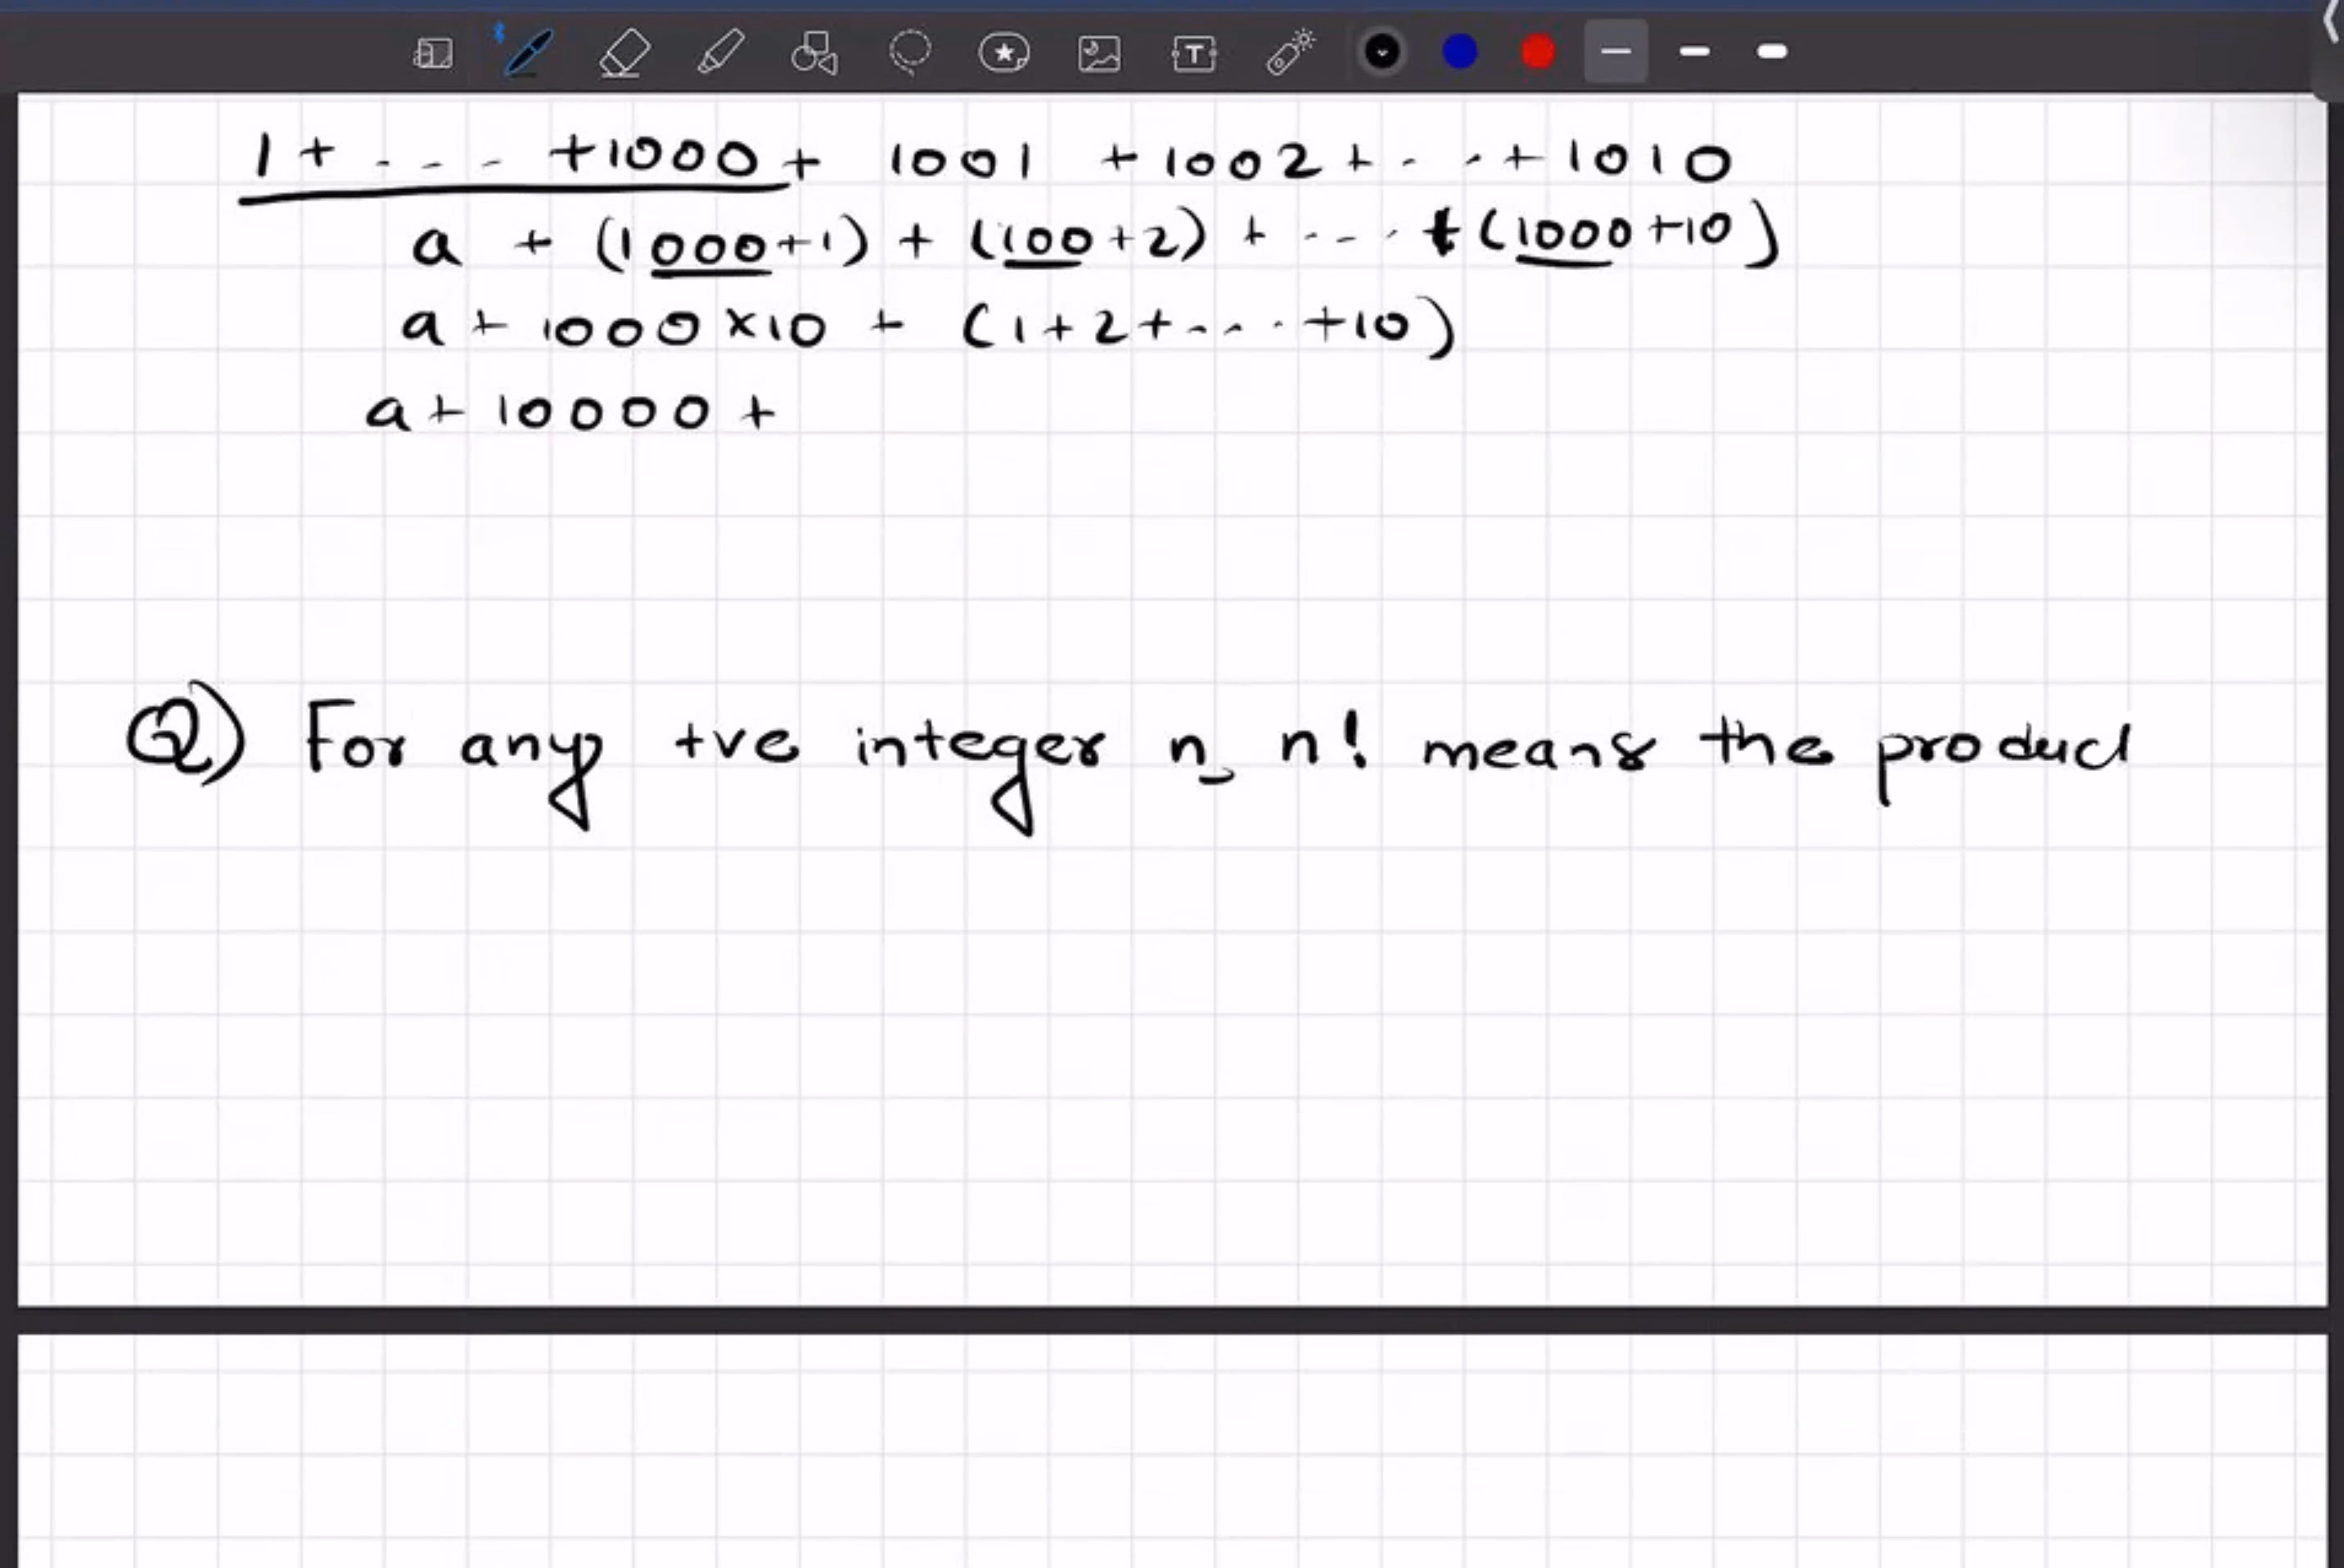 1 + - - - +1000 + 1001 + 1002 + - - + 1010
a + (1000+1) + (100+2) + - - - + (1000+10)
a + 1000 × 10 + (1+2+ - - - +10)
a + 10000 +
Q) For any +ve integer n, n! means the product